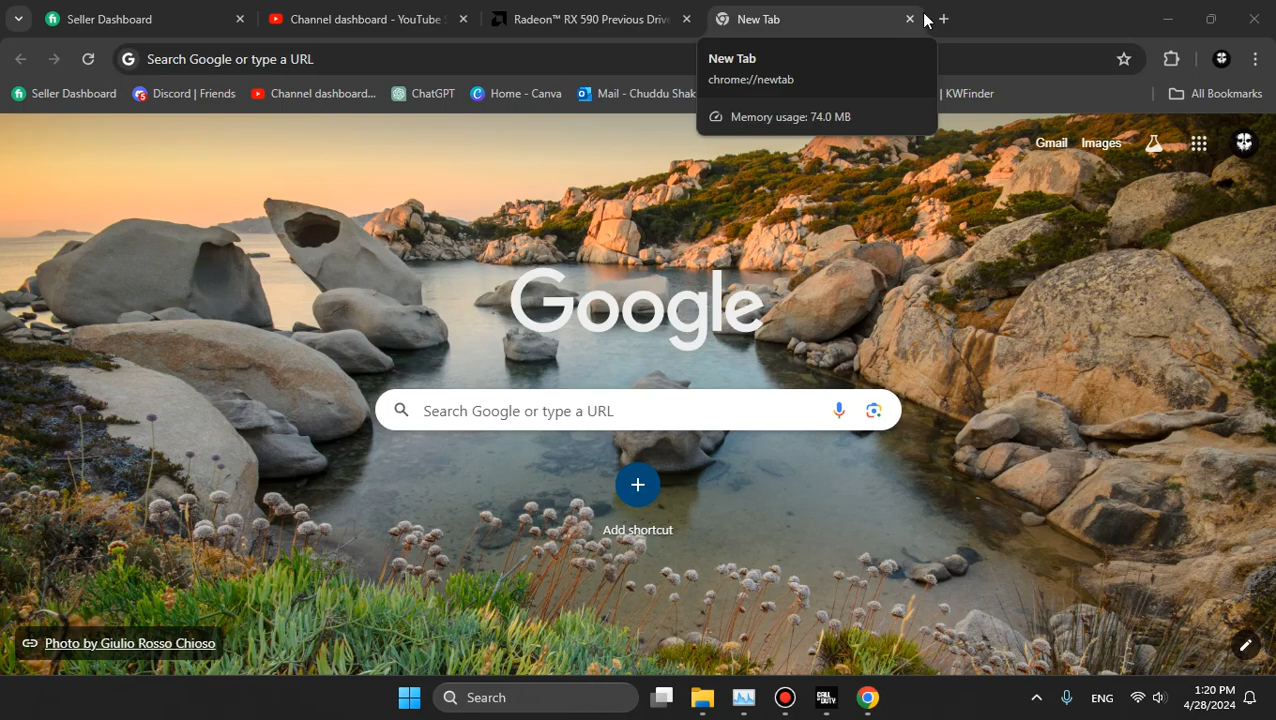 Seller Dashboard
Channel dashboard - YouTube S
Radeon™ RX 590 Previous Drive
New Tab
Search Google or type a URL
New Tab
chrome://newtab
Memory usage: 74.0 MB
Seller Dashboard
Discord | Friends
Channel dashboard...
ChatGPT
Home - Canva
Mail - Chuddu Shak
| KWFinder
All Bookmarks
Gmail
Images
Google
Search Google or type a URL
Add shortcut
Photo by Giulio Rosso Chioso
Search
CALL OF DUTY
ENG
1:20 PM
4/28/2024